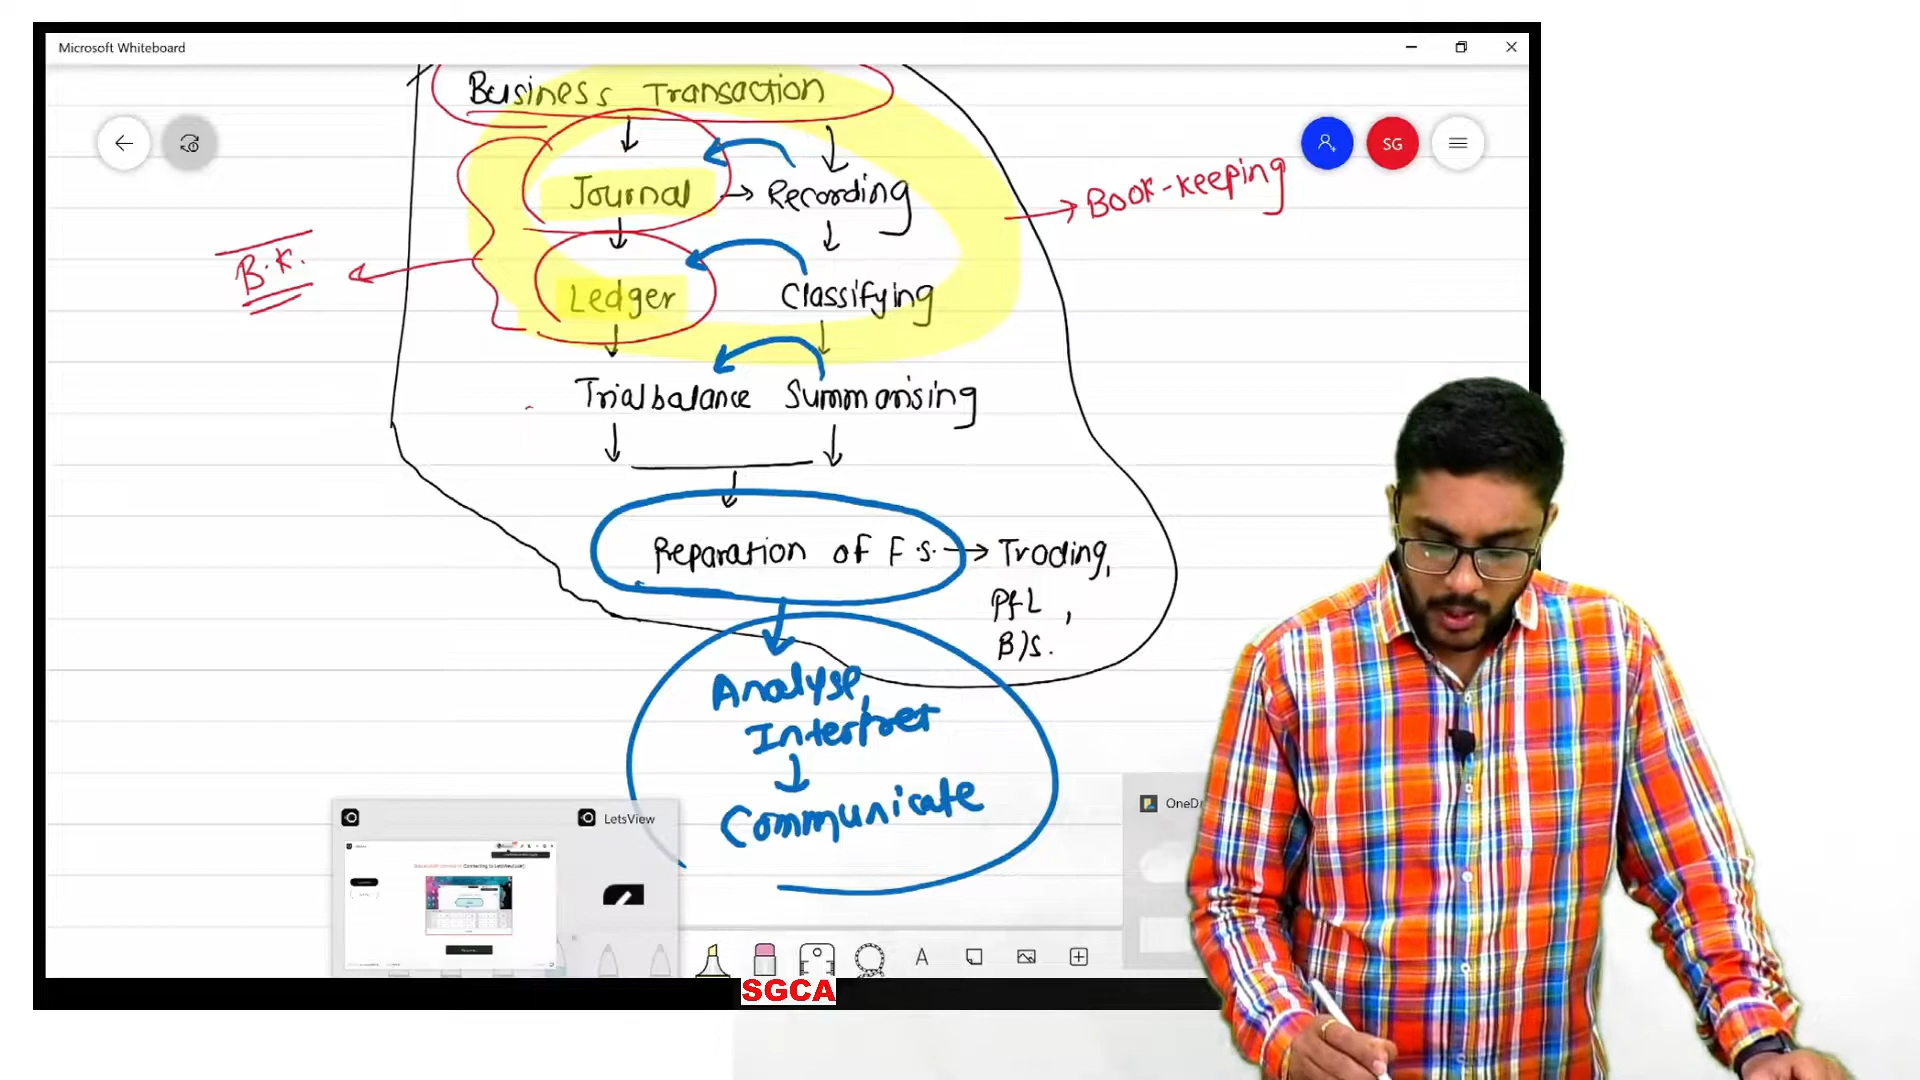 Microsoft Whiteboard
Business Transaction
SG
Journal → Recording
Book-keeping
B.K.
Ledger Classifying
Trial balance Summarising
Preparation of F.S. → Trading,
P&L,
B/S.
Analyse,
Interpret
Communicate
LetsView
OneDr
A
SGCA